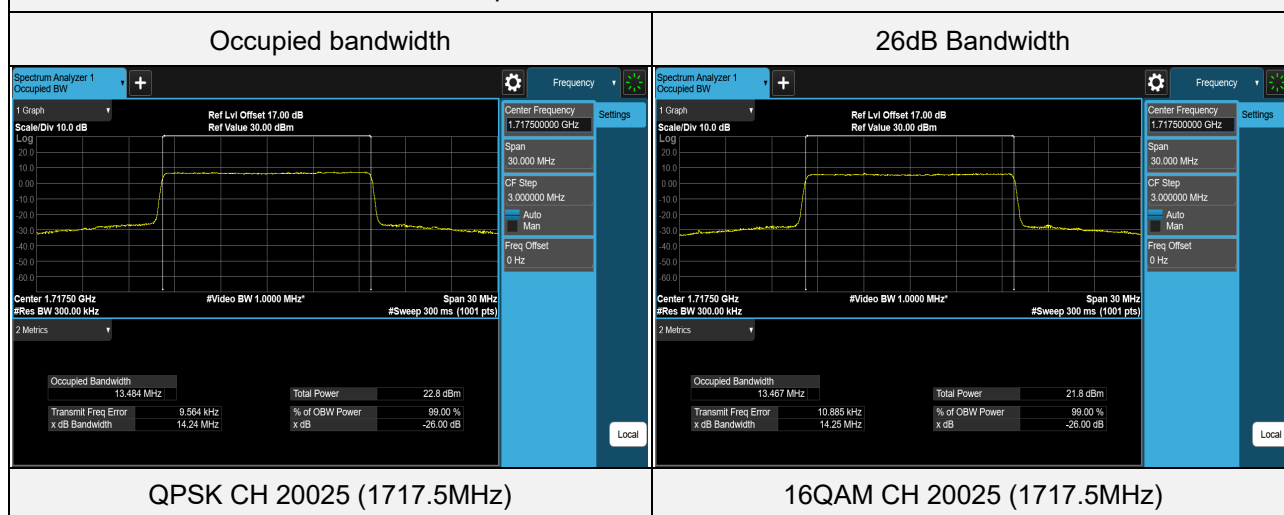 Occupied bandwidth
26dB Bandwidth
Spectrum Analyzer 1
Occupied BW
+
Frequency
1 Graph
Scale/Div 10.0 dB
Ref Lvl Offset 17.00 dB
Ref Value 30.00 dBm
Log
20.0
10.0
0.00
-10.0
-20.0
-30.0
-40.0
-50.0
-60.0
Center 1.71750 GHz
#Video BW 1.0000 MHz*
Span 30 MHz
#Res BW 300.00 kHz
#Sweep 300 ms (1001 pts)
Center Frequency
1.717500000 GHz
Settings
Span
30.000 MHz
CF Step
3.000000 MHz
Auto
Man
Freq Offset
0 Hz
Local
2 Metrics
Occupied Bandwidth
13.484 MHz
Total Power 22.8 dBm
Transmit Freq Error 9.564 kHz
% of OBW Power 99.00 %
x dB Bandwidth 14.24 MHz
x dB -26.00 dB
Spectrum Analyzer 1
Occupied BW
+
Frequency
1 Graph
Scale/Div 10.0 dB
Ref Lvl Offset 17.00 dB
Ref Value 30.00 dBm
Log
20.0
10.0
0.00
-10.0
-20.0
-30.0
-40.0
-50.0
-60.0
Center 1.71750 GHz
#Video BW 1.0000 MHz*
Span 30 MHz
#Res BW 300.00 kHz
#Sweep 300 ms (1001 pts)
Center Frequency
1.717500000 GHz
Settings
Span
30.000 MHz
CF Step
3.000000 MHz
Auto
Man
Freq Offset
0 Hz
Local
2 Metrics
Occupied Bandwidth
13.467 MHz
Total Power 21.8 dBm
Transmit Freq Error 10.885 kHz
% of OBW Power 99.00 %
x dB Bandwidth 14.25 MHz
x dB -26.00 dB
QPSK CH 20025 (1717.5MHz)
16QAM CH 20025 (1717.5MHz)